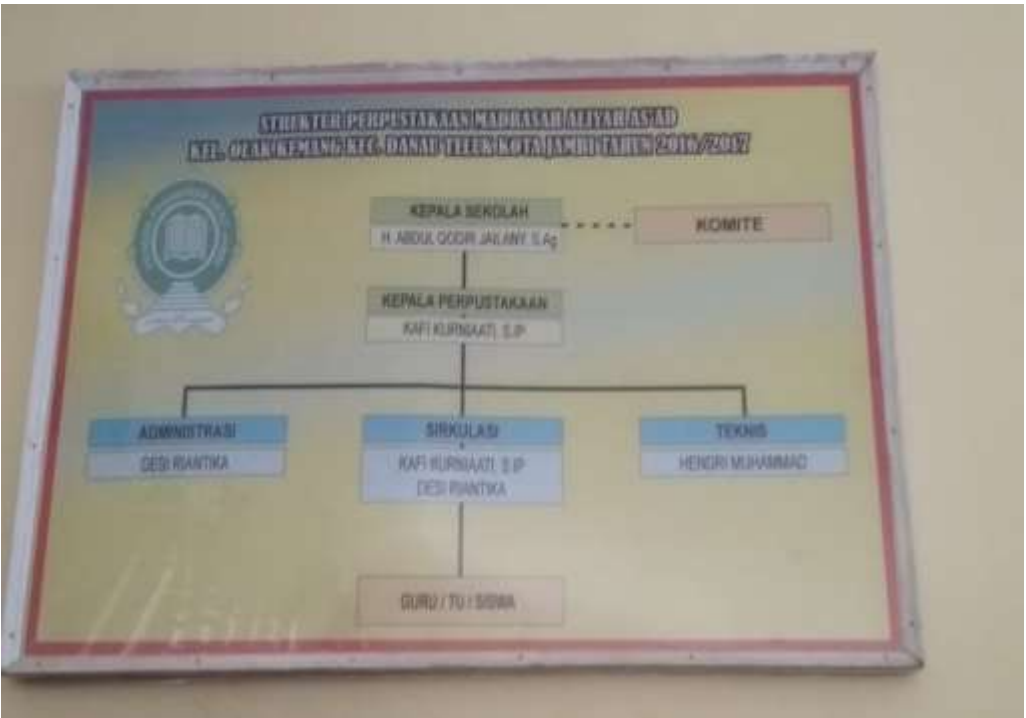 STRUKTUR PERPUSTAKAAN MADRASAH ALIYAH AS'AD
KEL. OLAK KEMANG KEC. DANAU TELUK KOTA JAMBI TAHUN 2016/2017
KEPALA SEKOLAH
H. ABDUL QODIR JAILANY. S.Ag
KOMITE
KEPALA PERPUSTAKAAN
KAFI KURNIAATI. S.IP
ADMINISTRASI
DESI RIANTIKA
SIRKULASI
KAFI KURNIAATI. S.IP
DESI RIANTIKA
TEKNIS
HENDRI MUHAMMAD
GURU / TU / SISWA